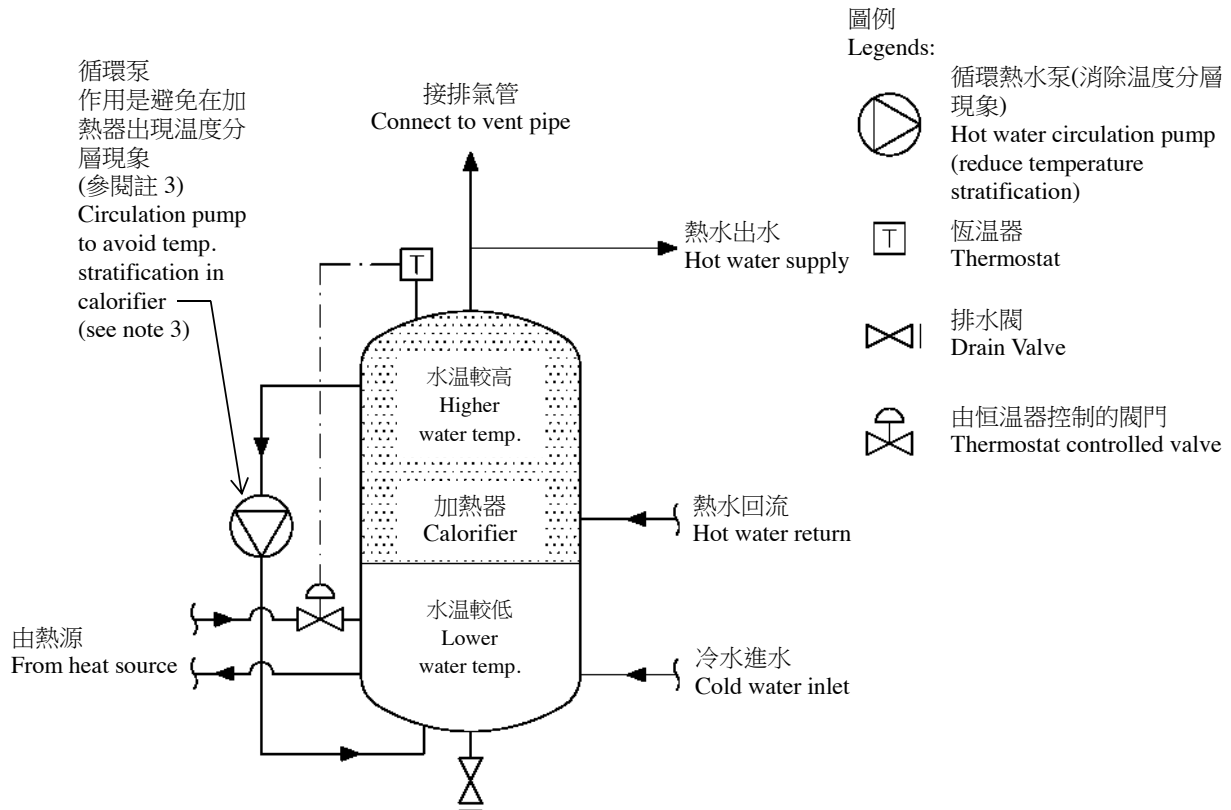 圖例
Legends:
循環熱水泵(消除温度分層
現象)
Hot water circulation pump
(reduce temperature
stratification)
T
恆温器
Thermostat
排水閥
Drain Valve
由恒温器控制的閥門
Thermostat controlled valve
循環泵
作用是避免在加
熱器出現温度分
層現象
(參閱註 3)
Circulation pump
to avoid temp.
stratification in
calorifier
(see note 3)
接排氣管
Connect to vent pipe
熱水出水
Hot water supply
T
水温較高
Higher
water temp.
加熱器
Calorifier
熱水回流
Hot water return
水温較低
Lower
water temp.
由熱源
From heat source
冷水進水
Cold water inlet